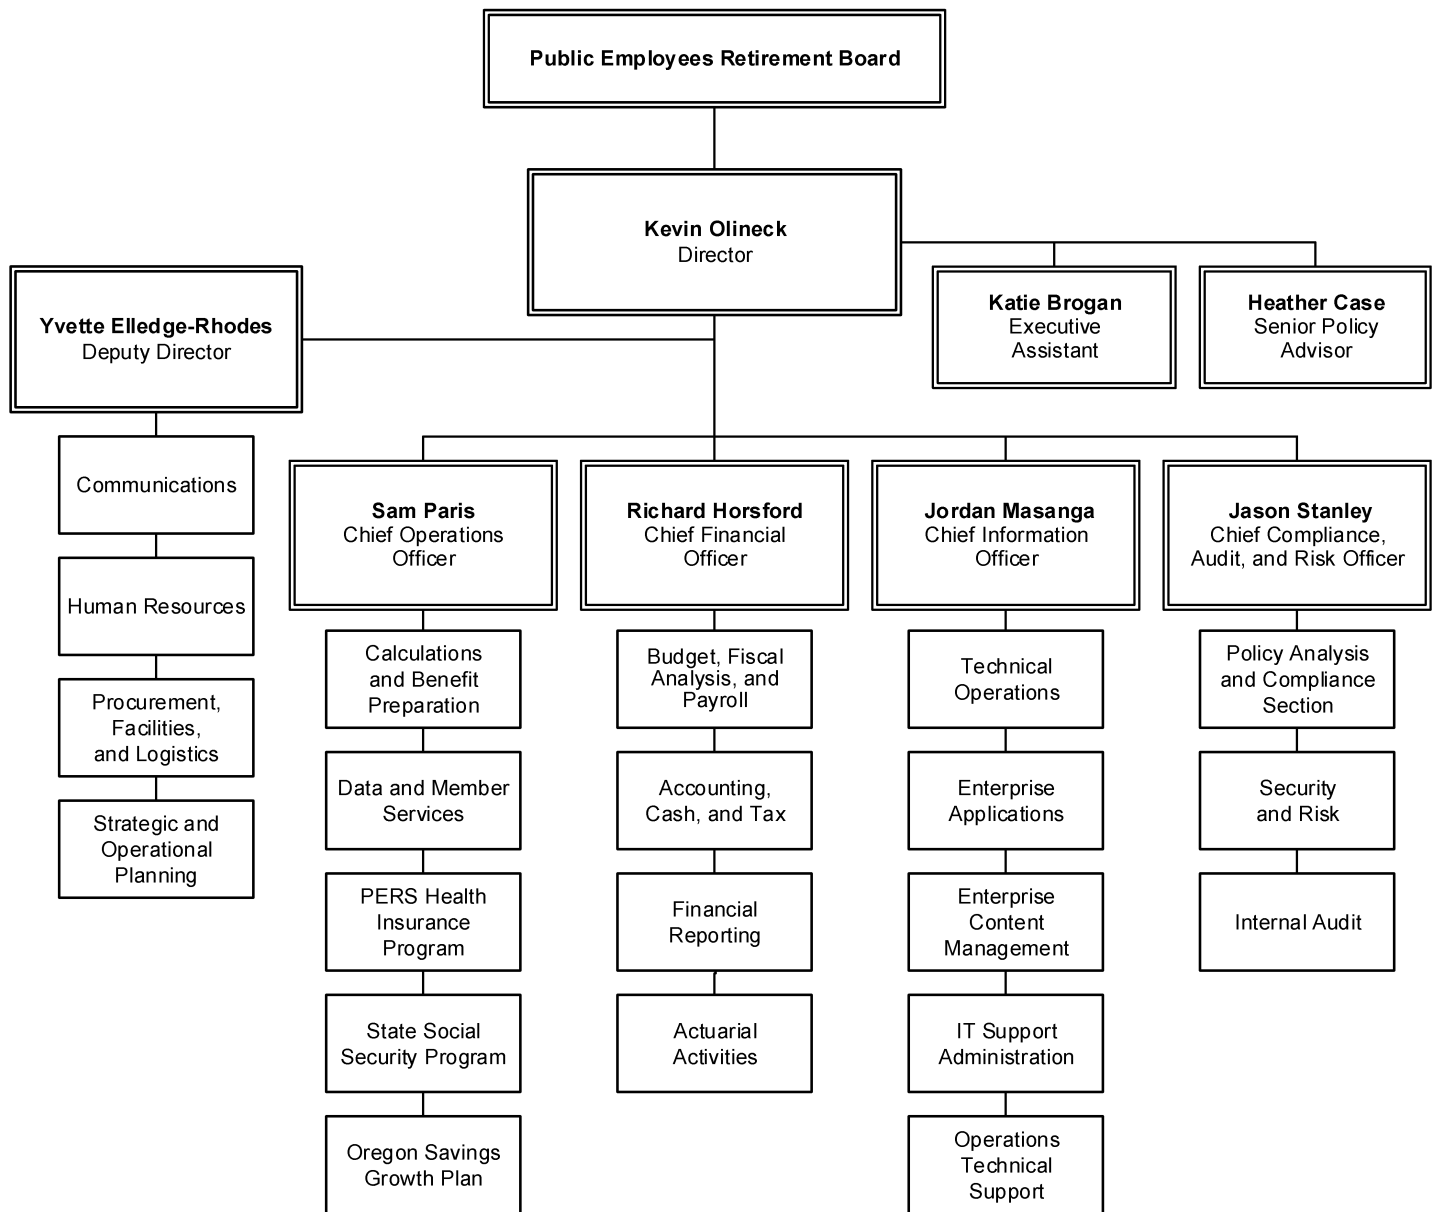 Public Employees Retirement Board
Kevin Olineck
Director
Yvette Elledge-Rhodes
Deputy Director
Katie Brogan
Executive
Assistant
Heather Case
Senior Policy
Advisor
Communications
Human Resources
Procurement,
Facilities,
and Logistics
Strategic and
Operational
Planning
Sam Paris
Chief Operations
Officer
Calculations
and Benefit
Preparation
Data and Member
Services
PERS Health
Insurance
Program
State Social
Security Program
Oregon Savings
Growth Plan
Richard Horsford
Chief Financial
Officer
Budget, Fiscal
Analysis, and
Payroll
Accounting,
Cash, and Tax
Financial
Reporting
Actuarial
Activities
Jordan Masanga
Chief Information
Officer
Technical
Operations
Enterprise
Applications
Enterprise
Content
Management
IT Support
Administration
Operations
Technical
Support
Jason Stanley
Chief Compliance,
Audit, and Risk Officer
Policy Analysis
and Compliance
Section
Security
and Risk
Internal Audit